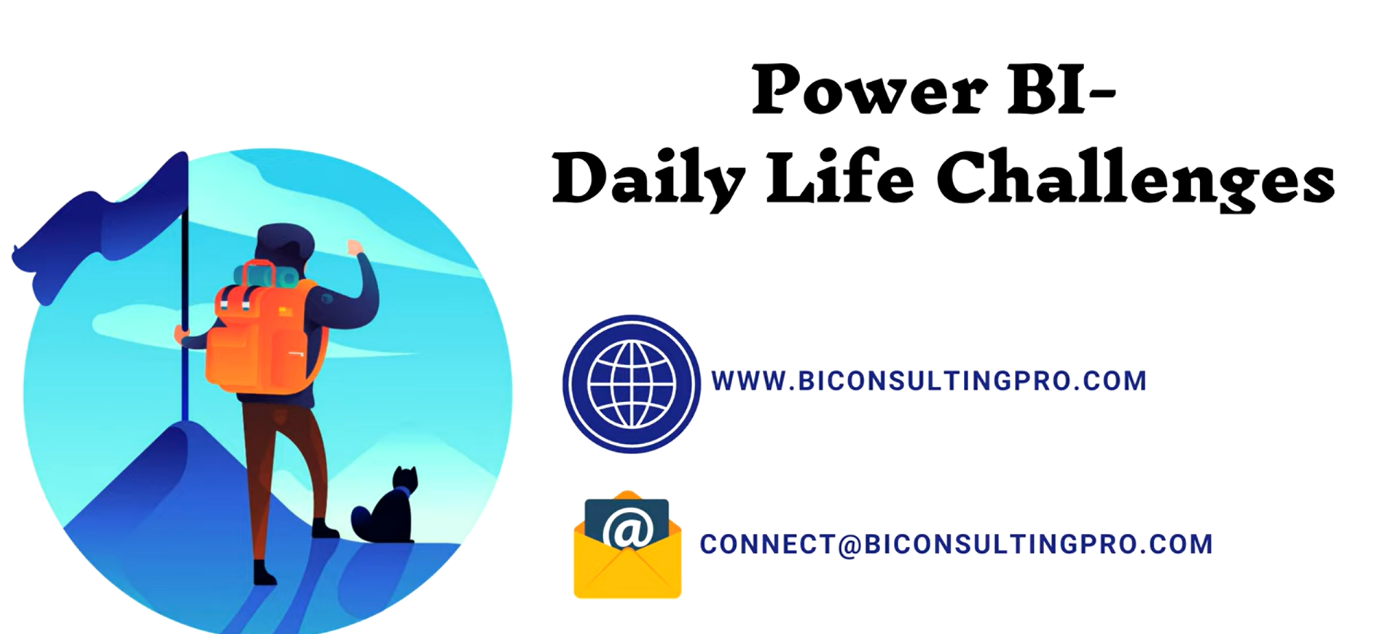 Power BI-
Daily Life Challenges
WWW.BICONSULTINGPRO.COM
@
CONNECT@BICONSULTINGPRO.COM